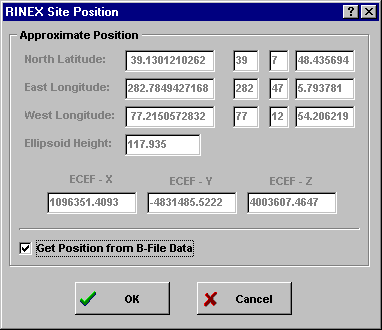 RINEX Site Position
Approximate Position
North Latitude: 39.1301210262 39 7 48.435694
East Longitude: 282.7849427168 282 47 5.793781
West Longitude: 77.2150572832 77 12 54.206219
Ellipsoid Height: 117.935
ECEF - X ECEF - Y ECEF - Z
1096351.4093 -4831485.5222 4003607.4647
Get Position from B-File Data
OK Cancel